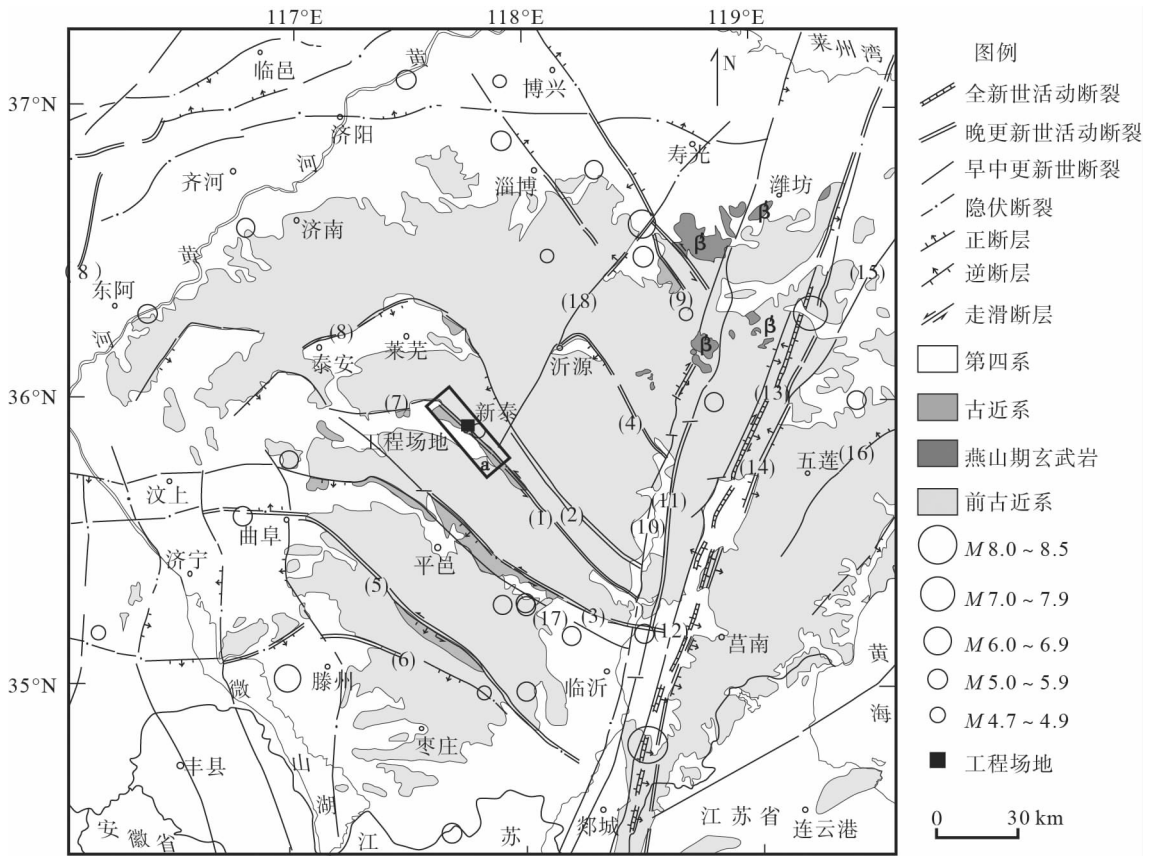 117°E
118°E
119°E
37°N
36°N
35°N
N
临邑
黄
博兴
莱州湾
济阳
河
寿光
齐河
淄博
潍坊
β
济南
β
黄
(8)
东阿
(18)
(9)
(15)
河
(8)
β
β
泰安
莱芜
沂源
(13)
(7)
新泰
(4)
工程场地
a
(14)
五莲
(16)
汶上
(1)
(2)
(11)
(10)
曲阜
济宁
平邑
(5)
(17)
(3)
(12)
莒南
(6)
黄
海
微
滕州
临沂
枣庄
丰县
山
湖
安徽省
江
苏
郯城
江苏省
连云港
图例
全新世活动断裂
晚更新世活动断裂
早中更新世断裂
隐伏断裂
正断层
逆断层
走滑断层
第四系
古近系
燕山期玄武岩
前古近系
M 8.0~8.5
M 7.0~7.9
M 6.0~6.9
M 5.0~5.9
M 4.7~4.9
工程场地
0 30 km